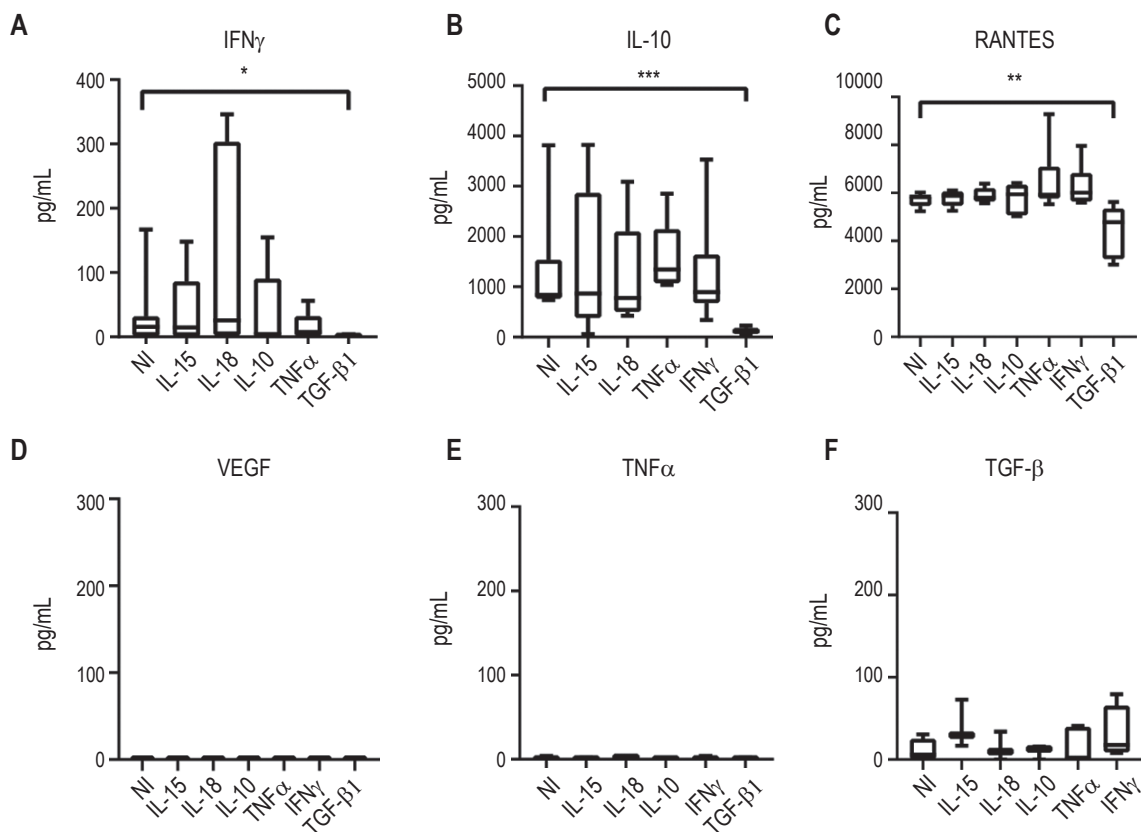 A
IFNγ
*
400
300
200
100
0
pg/mL
NI
IL-15
IL-18
IL-10
TNFα
TGF-β1
B
IL-10
***
5000
4000
3000
2000
1000
0
pg/mL
NI
IL-15
IL-18
TNFα
IFNγ
TGF-β1
C
RANTES
**
10000
8000
6000
4000
2000
0
pg/mL
NI
IL-15
IL-18
IL-10
TNFα
IFNγ
TGF-β1
D
VEGF
300
200
100
0
pg/mL
NI
IL-15
IL-18
IL-10
TNFα
IFNγ
TGF-β1
E
TNFα
300
200
100
0
pg/mL
NI
IL-15
IL-18
IL-10
IFNγ
TGF-β1
F
TGF-β
300
200
100
0
pg/mL
NI
IL-15
IL-18
IL-10
TNFα
IFNγ